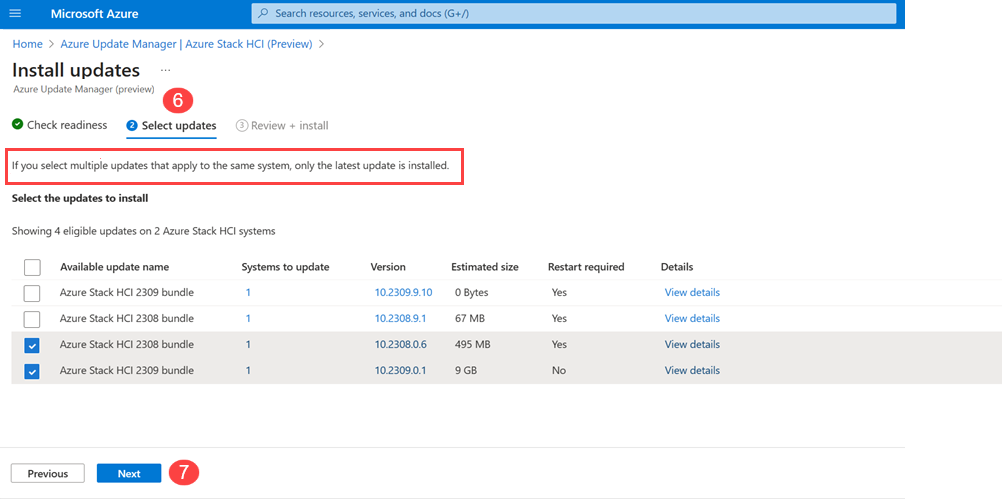 Microsoft Azure
Search resources, services, and docs (G+/)
Home > Azure Update Manager | Azure Stack HCI (Preview) >
Install updates ...
Azure Update Manager (preview)
6
Check readiness 2 Select updates 3 Review + install
If you select multiple updates that apply to the same system, only the latest update is installed.
Select the updates to install
Showing 4 eligible updates on 2 Azure Stack HCI systems
Available update name Systems to update Version Estimated size Restart required Details
Azure Stack HCI 2309 bundle 1 10.2309.9.10 0 Bytes Yes View details
Azure Stack HCI 2308 bundle 1 10.2308.9.1 67 MB Yes View details
Azure Stack HCI 2308 bundle 1 10.2308.0.6 495 MB Yes View details
Azure Stack HCI 2309 bundle 1 10.2309.0.1 9 GB No View details
Previous Next 7